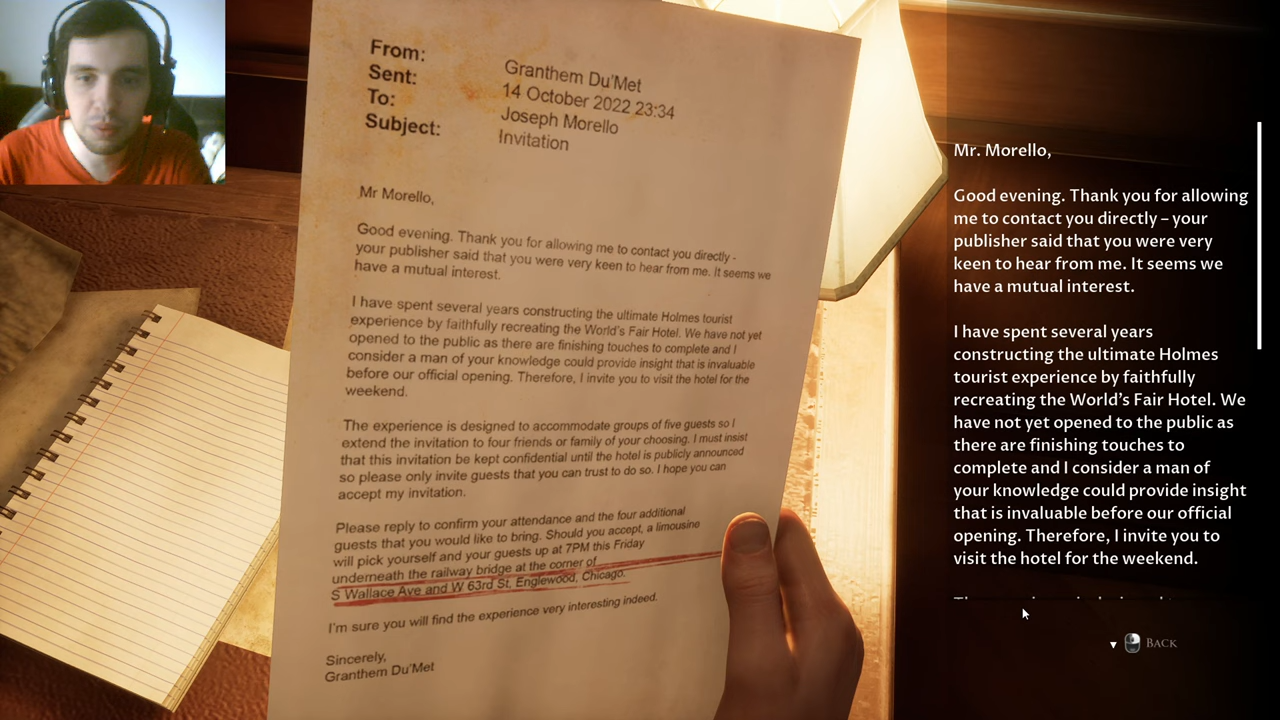 From: Granthem Du'Met
Sent: 14 October 2022 23:34
To: Joseph Morello
Subject: Invitation
Mr Morello,
Good evening. Thank you for allowing me to contact you directly -
your publisher said that you were very keen to hear from me. It seems we
have a mutual interest.
I have spent several years constructing the ultimate Holmes tourist
experience by faithfully recreating the World's Fair Hotel. We have not yet
opened to the public as there are finishing touches to complete and I
consider a man of your knowledge could provide insight that is invaluable
before our official opening. Therefore, I invite you to visit the hotel for the
weekend.
The experience is designed to accommodate groups of five guests so I
extend the invitation to four friends or family of your choosing. I must insist
that this invitation be kept confidential until the hotel is publicly announced
so please only invite guests that you can trust to do so. I hope you can
accept my invitation.
Please reply to confirm your attendance and the four additional
guests that you would like to bring. Should you accept, a limousine
will pick yourself and your guests up at 7PM this Friday
underneath the railway bridge at the corner of
S Wallace Ave and W 63rd St, Englewood, Chicago.
I'm sure you will find the experience very interesting indeed.
Sincerely,
Granthem Du'Met
Mr. Morello,
Good evening. Thank you for allowing
me to contact you directly – your
publisher said that you were very
keen to hear from me. It seems we
have a mutual interest.
I have spent several years
constructing the ultimate Holmes
tourist experience by faithfully
recreating the World's Fair Hotel. We
have not yet opened to the public as
there are finishing touches to
complete and I consider a man of
your knowledge could provide insight
that is invaluable before our official
opening. Therefore, I invite you to
visit the hotel for the weekend.
BACK